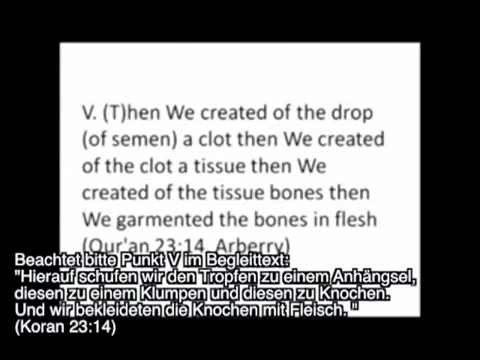 V. (T)hen We created of the drop
(of semen) a clot then We created
of the clot a tissue then We
created of the tissue bones then
We garmented the bones in flesh
(Qur'an 23:14, Arberry)
Beachtet bitte Punkt V im Begleittext:
"Hierauf schufen wir den Tropfen zu einem Anhängsel,
diesen zu einem Klumpen und diesen zu Knochen.
Und wir bekleideten die Knochen mit Fleisch. "
(Koran 23:14)